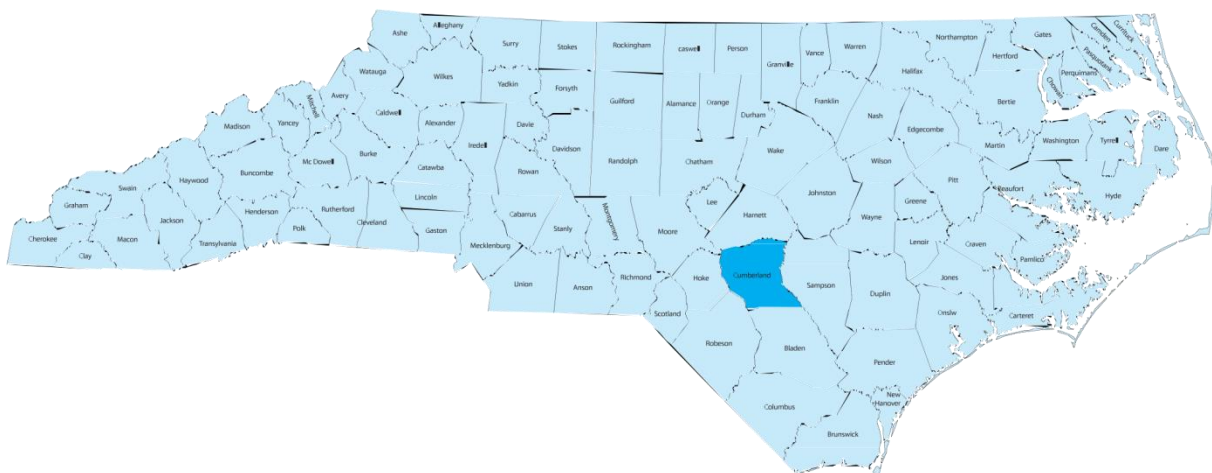 Alleghany
Ashe
Surry
Stokes
Rockingham
caswell
Person
Vance
Warren
Northampton
Gates
Camden
Currituck
Hertford
Pasquotank
Granville
Watauga
Wilkes
Halifax
Perquimans
Yadkin
Forsyth
Chowan
Avery
Mitchell
Guilford
Alamance
Orange
Franklin
Bertie
Caldwell
Durham
Nash
Yancey
Alexander
Davie
Madison
Edgecombe
Iredell
Davidson
Martin
Washington
Tyrrell
Dare
Wake
Burke
Mc Dowell
Randolph
Chatham
Wilson
Catawba
Rowan
Buncombe
Haywood
Pitt
Swain
Beaufort
Johnston
Hyde
Lincoln
Greene
Lee
Graham
Rutherford
Henderson
Cabarrus
Montgomery
Jackson
Harnett
Wayne
Cleveland
Stanly
Polk
Gaston
Moore
Cherokee
Macon
Transylvania
Lenoir
Craven
Mecklenburg
Clay
Pamlico
Cumberland
Richmond
Hoke
Jones
Union
Anson
Sampson
Duplin
Scotland
Onslw
Carteret
Robeson
Bladen
Pender
New
Hanover
Columbus
Brunswick